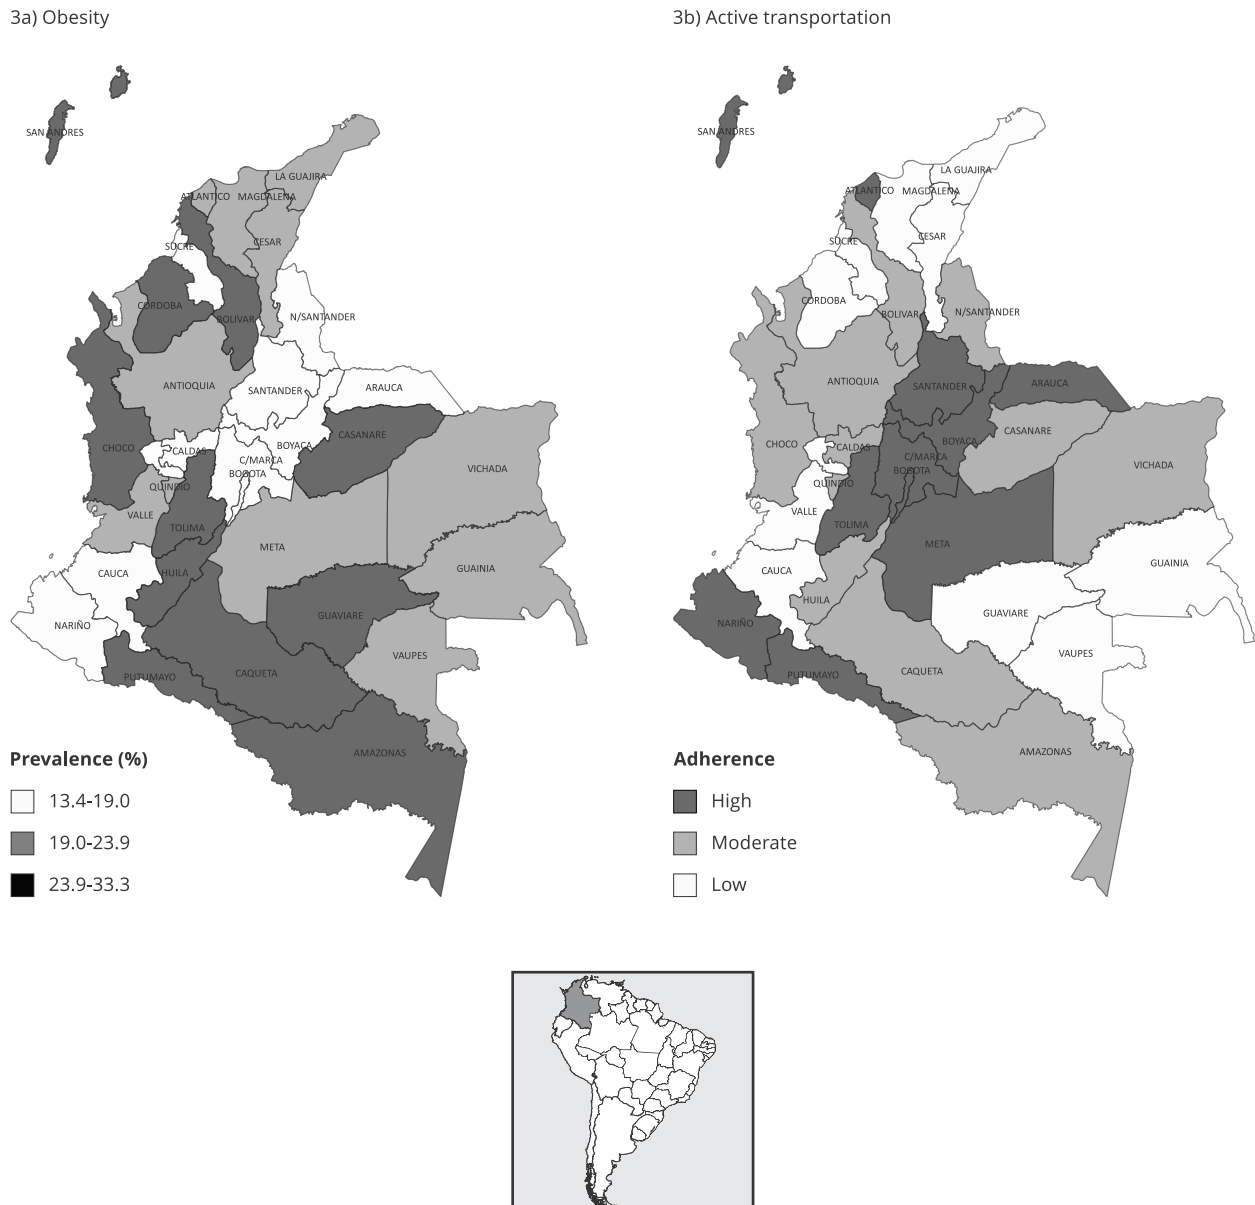 3a) Obesity
SAN ANDRES
LA GUAJIRA
ATLANTICO
MAGDALENA
CESAR
SUCRE
CORDOBA
BOLIVAR
N/SANTANDER
ANTIOQUIA
SANTANDER
ARAUCA
CHOCO
CALDAS
BOYACA
CASANARE
C/MARCA
BOGOTA
VICHADA
QUINDIO
VALLE
TOLIMA
META
CAUCA
HUILA
GUAINIA
NARIÑO
GUAVIARE
VAUPES
PUTUMAYO
CAQUETA
AMAZONAS
Prevalence (%)
13.4-19.0
19.0-23.9
23.9-33.3
3b) Active transportation
SAN ANDRES
LA GUAJIRA
ATLANTICO
MAGDALENA
CESAR
SUCRE
CORDOBA
BOLIVAR
N/SANTANDER
ANTIOQUIA
SANTANDER
ARAUCA
CHOCO
CALDAS
BOYACA
CASANARE
C/MARCA
BOGOTA
VICHADA
QUINDIO
VALLE
TOLIMA
META
CAUCA
HUILA
GUAINIA
NARIÑO
GUAVIARE
VAUPES
PUTUMAYO
CAQUETA
AMAZONAS
Adherence
High
Moderate
Low